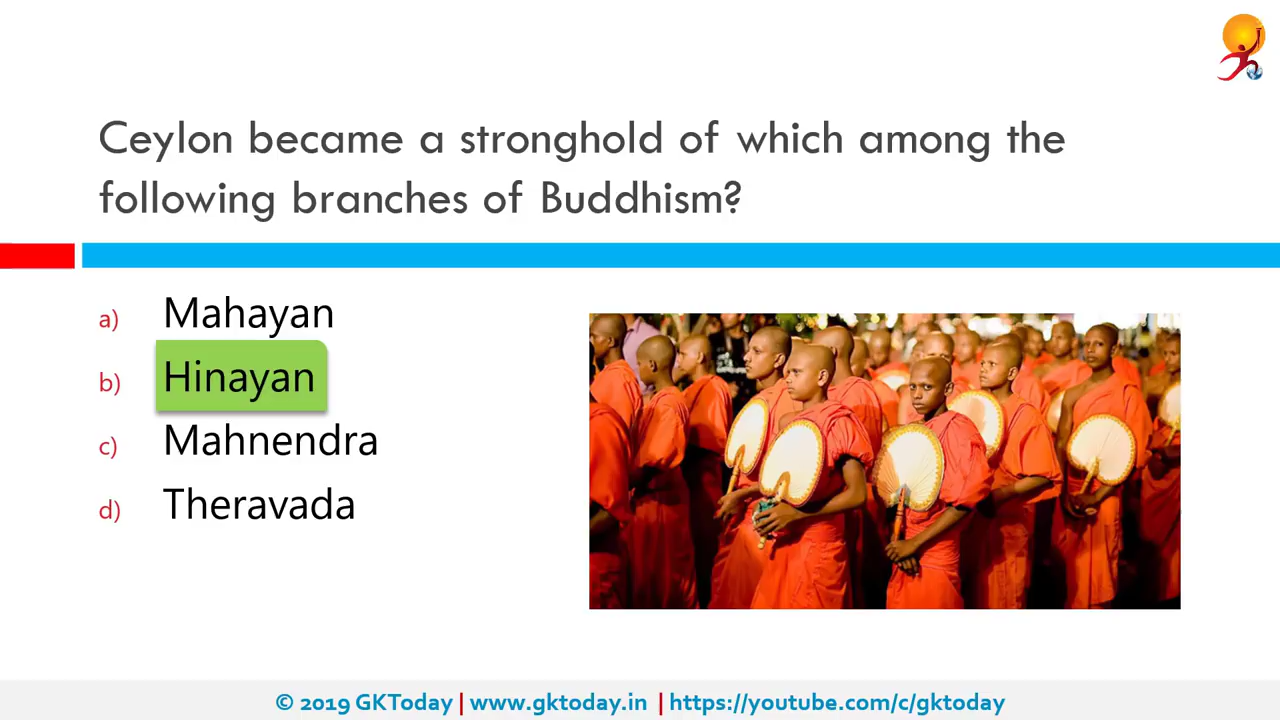 Ceylon became a stronghold of which among the
following branches of Buddhism?
a) Mahayan
b) Hinayan
c) Mahnendra
d) Theravada
© 2019 GKToday | www.gktoday.in | https://youtube.com/c/gktoday